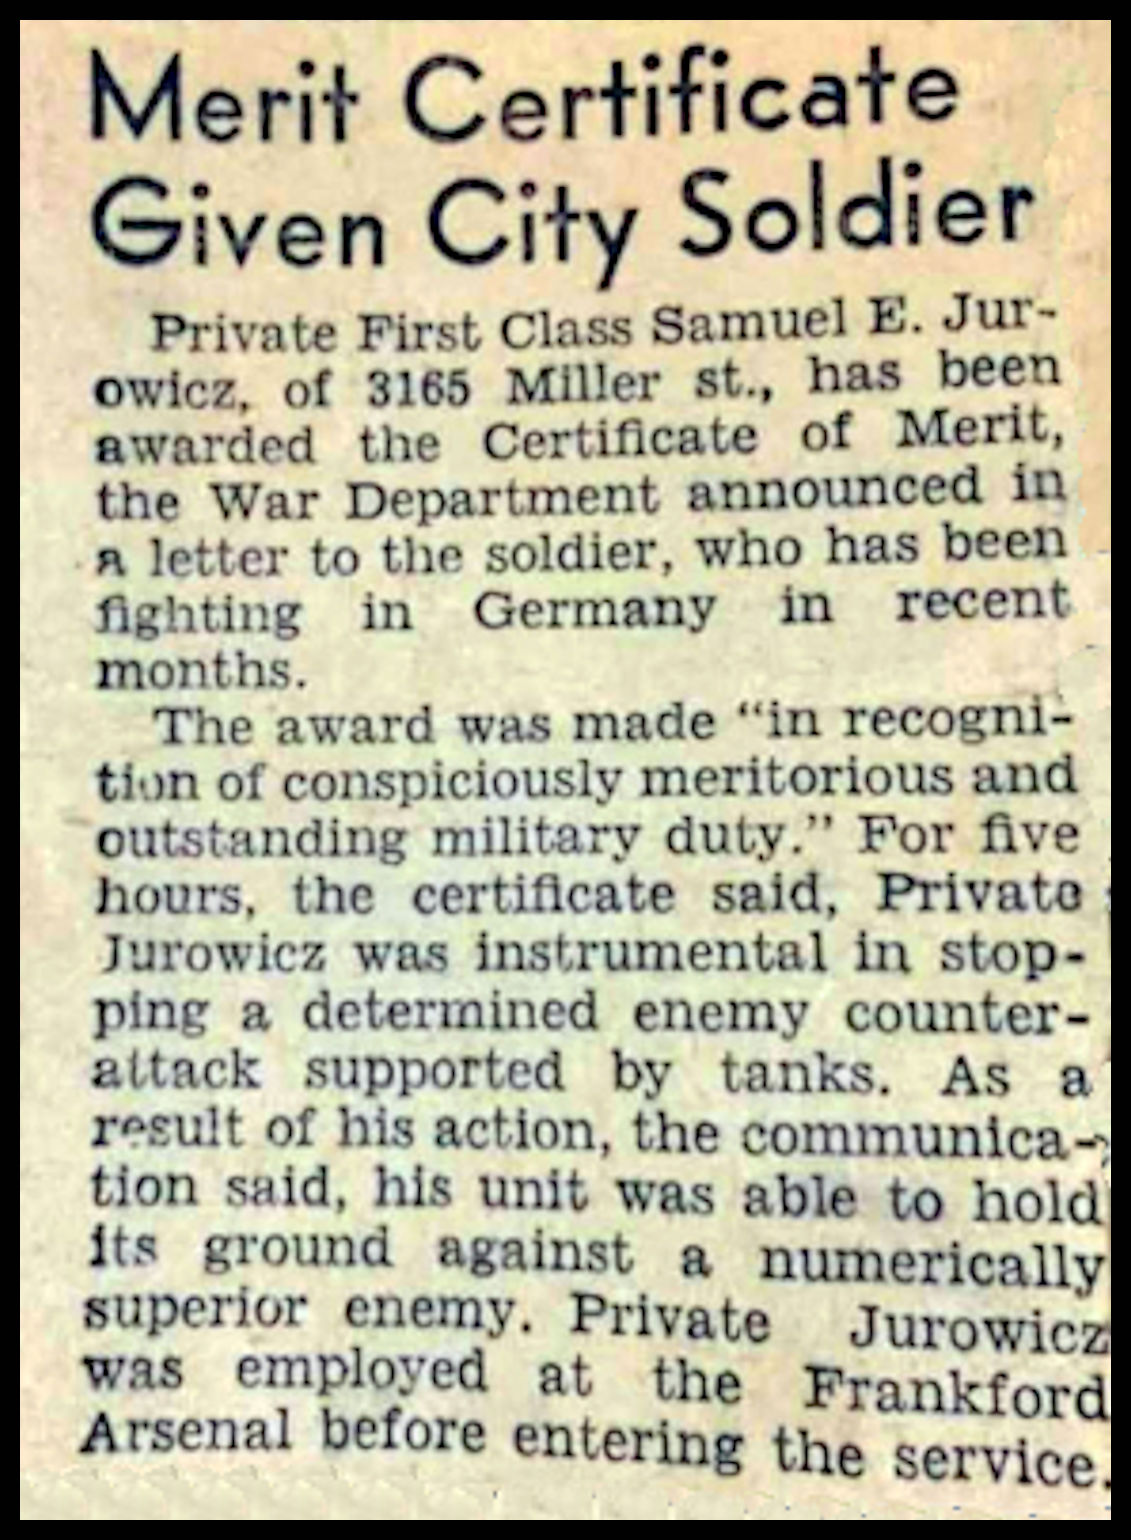 Merit Certificate
Given City Soldier
Private First Class Samuel E. Jur-
owicz, of 3165 Miller st., has been
awarded the Certificate of Merit,
the War Department announced in
a letter to the soldier, who has been
fighting in Germany in recent
months.
The award was made “in recogni-
tion of conspiciously meritorious and
outstanding military duty.” For five
hours, the certificate said, Private
Jurowicz was instrumental in stop-
ping a determined enemy counter-
attack supported by tanks. As a
result of his action, the communica-
tion said, his unit was able to hold
its ground against a numerically
superior enemy. Private Jurowicz
was employed at the Frankford
Arsenal before entering the service.